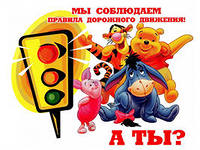 МЫ СОБЛЮДАЕМ
ПРАВИЛА ДОРОЖНОГО ДВИЖЕНИЯ!
А ТЫ?